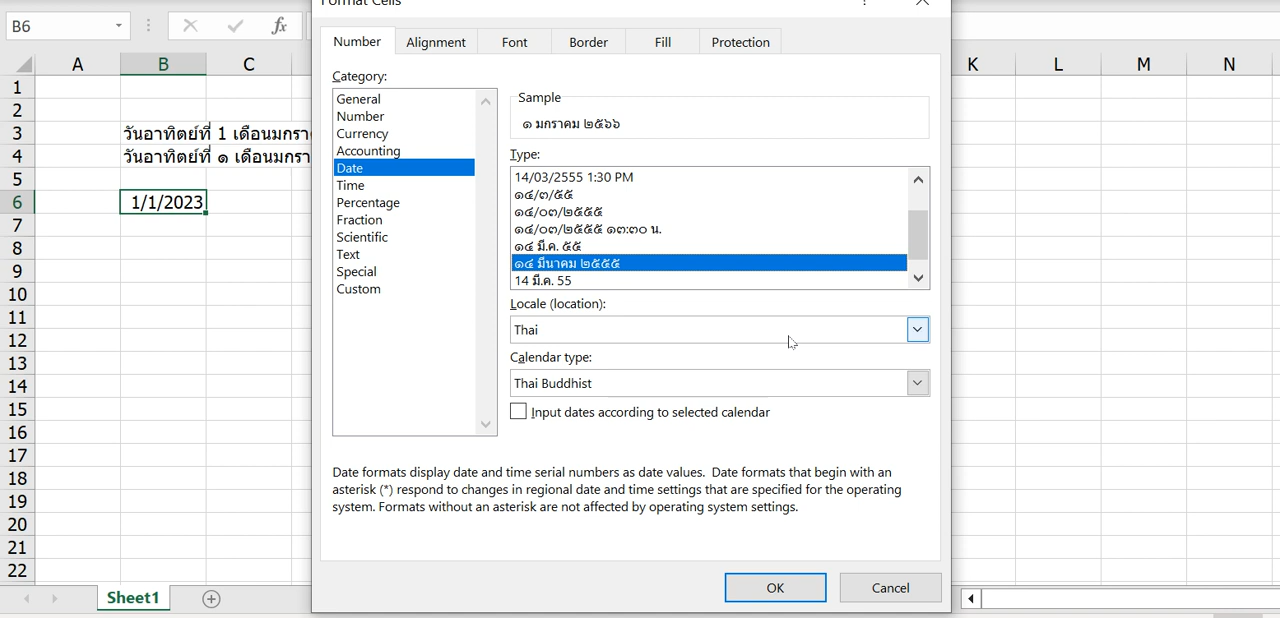 Format Cells
B6
fx
Number Alignment Font Border Fill Protection
A B C K L M N
Category:
General
Number
Currency
Accounting
Date
Time
Percentage
Fraction
Scientific
Text
Special
Custom
Sample
๑ มกราคม ๒๕๖๖
Type:
14/03/2555 1:30 PM
๑๔/๓/๕๕
๑๔/๐๓/๒๕๕๕
๑๔/๐๓/๒๕๕๕ ๑๓:๓๐ น.
๑๔ มี.ค. ๕๕
๑๔ มีนาคม ๒๕๕๕
14 มี.ค. 55
Locale (location):
Thai
Calendar type:
Thai Buddhist
Input dates according to selected calendar
Date formats display date and time serial numbers as date values. Date formats that begin with an
asterisk (*) respond to changes in regional date and time settings that are specified for the operating
system. Formats without an asterisk are not affected by operating system settings.
OK Cancel
1
2
3 วันอาทิตย์ที่ 1 เดือนมกรา
4 วันอาทิตย์ที่ ๑ เดือนมกรา
5
6 1/1/2023
7
8
9
10
11
12
13
14
15
16
17
18
19
20
21
22
Sheet1